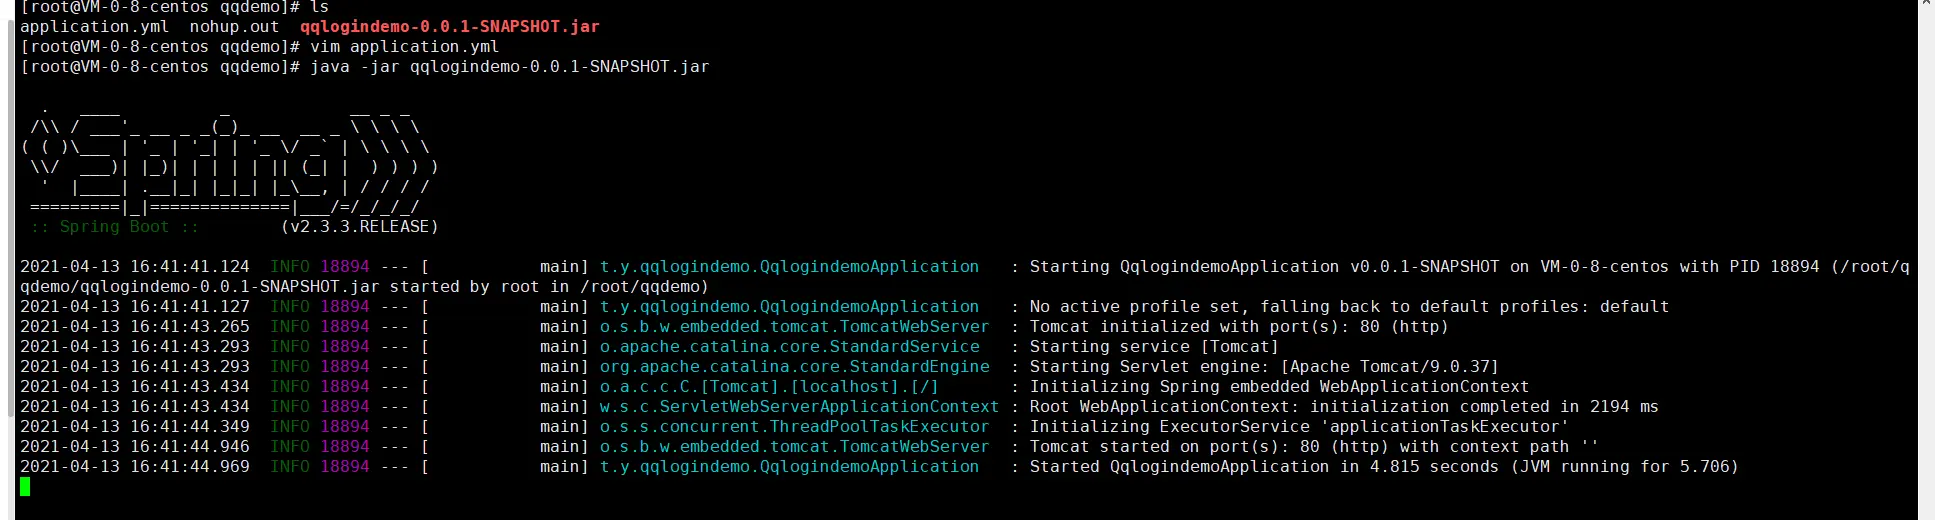 [root@VM-0-8-centos qqdemo]# ls
application.yml  nohup.out  qqlogindemo-0.0.1-SNAPSHOT.jar
[root@VM-0-8-centos qqdemo]# vim application.yml
[root@VM-0-8-centos qqdemo]# java -jar qqlogindemo-0.0.1-SNAPSHOT.jar
  .   ____          _            __ _ _
 /\\ / ___'_ __ _ _(_)_ __  __ _ \ \ \ \
( ( )\___ | '_ | '_| | '_ \/ _` | \ \ \ \
 \\/  ___)| |_)| | | | | || (_| |  ) ) ) )
  '  |____| .__|_| |_|_| |_\__, | / / / /
 =========|_|==============|___/=/_/_/_/
 :: Spring Boot ::        (v2.3.3.RELEASE)
2021-04-13 16:41:41.124  INFO 18894 --- [           main] t.y.qqlogindemo.QqlogindemoApplication   : Starting QqlogindemoApplication v0.0.1-SNAPSHOT on VM-0-8-centos with PID 18894 (/root/q
qdemo/qqlogindemo-0.0.1-SNAPSHOT.jar started by root in /root/qqdemo)
2021-04-13 16:41:41.127  INFO 18894 --- [           main] t.y.qqlogindemo.QqlogindemoApplication   : No active profile set, falling back to default profiles: default
2021-04-13 16:41:43.265  INFO 18894 --- [           main] o.s.b.w.embedded.tomcat.TomcatWebServer  : Tomcat initialized with port(s): 80 (http)
2021-04-13 16:41:43.293  INFO 18894 --- [           main] o.apache.catalina.core.StandardService   : Starting service [Tomcat]
2021-04-13 16:41:43.293  INFO 18894 --- [           main] org.apache.catalina.core.StandardEngine  : Starting Servlet engine: [Apache Tomcat/9.0.37]
2021-04-13 16:41:43.434  INFO 18894 --- [           main] o.a.c.c.C.[Tomcat].[localhost].[/]       : Initializing Spring embedded WebApplicationContext
2021-04-13 16:41:43.434  INFO 18894 --- [           main] w.s.c.ServletWebServerApplicationContext : Root WebApplicationContext: initialization completed in 2194 ms
2021-04-13 16:41:44.349  INFO 18894 --- [           main] o.s.s.concurrent.ThreadPoolTaskExecutor  : Initializing ExecutorService 'applicationTaskExecutor'
2021-04-13 16:41:44.946  INFO 18894 --- [           main] o.s.b.w.embedded.tomcat.TomcatWebServer  : Tomcat started on port(s): 80 (http) with context path ''
2021-04-13 16:41:44.969  INFO 18894 --- [           main] t.y.qqlogindemo.QqlogindemoApplication   : Started QqlogindemoApplication in 4.815 seconds (JVM running for 5.706)